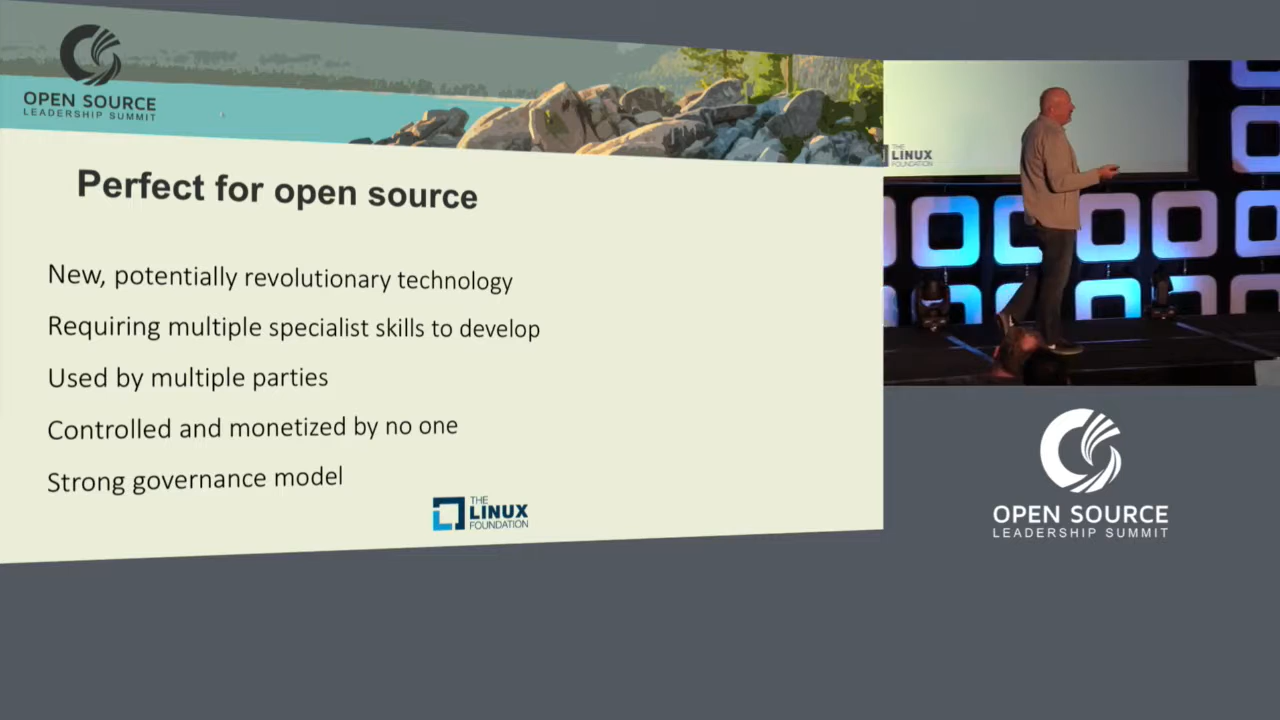 OPEN SOURCE
LEADERSHIP SUMMIT
Perfect for open source
New, potentially revolutionary technology
Requiring multiple specialist skills to develop
Used by multiple parties
Controlled and monetized by no one
Strong governance model
THE
LINUX
FOUNDATION
THE
LINUX
FOUNDATION
OPEN SOURCE
LEADERSHIP SUMMIT